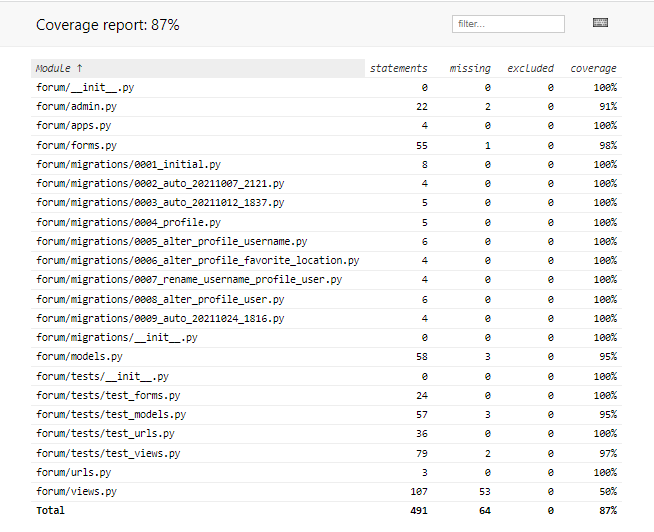 Coverage report: 87%
filter...
Module ↑ statements missing excluded coverage
forum/__init__.py 0 0 0 100%
forum/admin.py 22 2 0 91%
forum/apps.py 4 0 0 100%
forum/forms.py 55 1 0 98%
forum/migrations/0001_initial.py 8 0 0 100%
forum/migrations/0002_auto_20211007_2121.py 4 0 0 100%
forum/migrations/0003_auto_20211012_1837.py 5 0 0 100%
forum/migrations/0004_profile.py 5 0 0 100%
forum/migrations/0005_alter_profile_username.py 6 0 0 100%
forum/migrations/0006_alter_profile_favorite_location.py 4 0 0 100%
forum/migrations/0007_rename_username_profile_user.py 4 0 0 100%
forum/migrations/0008_alter_profile_user.py 6 0 0 100%
forum/migrations/0009_auto_20211024_1816.py 4 0 0 100%
forum/migrations/__init__.py 0 0 0 100%
forum/models.py 58 3 0 95%
forum/tests/__init__.py 0 0 0 100%
forum/tests/test_forms.py 24 0 0 100%
forum/tests/test_models.py 57 3 0 95%
forum/tests/test_urls.py 36 0 0 100%
forum/tests/test_views.py 79 2 0 97%
forum/urls.py 3 0 0 100%
forum/views.py 107 53 0 50%
Total 491 64 0 87%